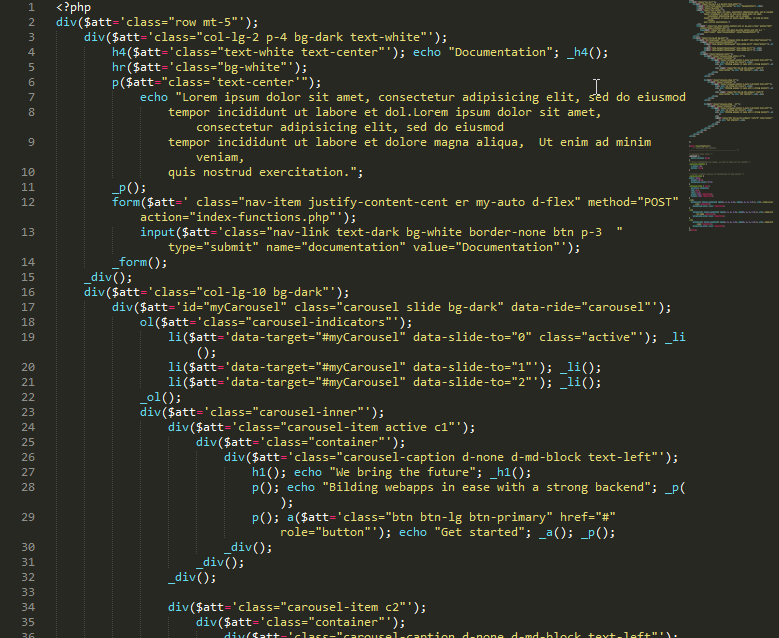 1 <?php
2 div($att='class="row mt-5"');
3 div($att='class="col-lg-2 p-4 bg-dark text-white"');
4 h4($att='class="text-white text-center"'); echo "Documentation"; _h4();
5 hr($att='class="bg-white"');
6 p($att="class='text-center'");
7 echo "Lorem ipsum dolor sit amet, consectetur adipisicing elit, sed do eiusmod
8 tempor incididunt ut labore et dol.Lorem ipsum dolor sit amet,
consectetur adipisicing elit, sed do eiusmod
9 tempor incididunt ut labore et dolore magna aliqua,  Ut enim ad minim
veniam,
10 quis nostrud exercitation.";
11 _p();
12 form($att=' class="nav-item justify-content-cent er my-auto d-flex" method="POST"
action="index-functions.php"');
13 input($att='class="nav-link text-dark bg-white border-none btn p-3  "
type="submit" name="documentation" value="Documentation"');
14 _form();
15 _div();
16 div($att='class="col-lg-10 bg-dark"');
17 div($att='id="myCarousel" class="carousel slide bg-dark" data-ride="carousel"');
18 ol($att='class="carousel-indicators"');
19 li($att='data-target="#myCarousel" data-slide-to="0" class="active"'); _li
();
20 li($att='data-target="#myCarousel" data-slide-to="1"'); _li();
21 li($att='data-target="#myCarousel" data-slide-to="2"'); _li();
22 _ol();
23 div($att='class="carousel-inner"');
24 div($att='class="carousel-item active c1"');
25 div($att='class="container"');
26 div($att='class="carousel-caption d-none d-md-block text-left"');
27 h1(); echo "We bring the future"; _h1();
28 p(); echo "Bilding webapps in ease with a strong backend"; _p(
);
29 p(); a($att='class="btn btn-lg btn-primary" href="#"
role="button"'); echo "Get started"; _a(); _p();
30 _div();
31 _div();
32 _div();
33
34 div($att='class="carousel-item c2"');
35 div($att='class="container"');
36 div($att='class="carousel-caption d-none d-md-block text-left"');